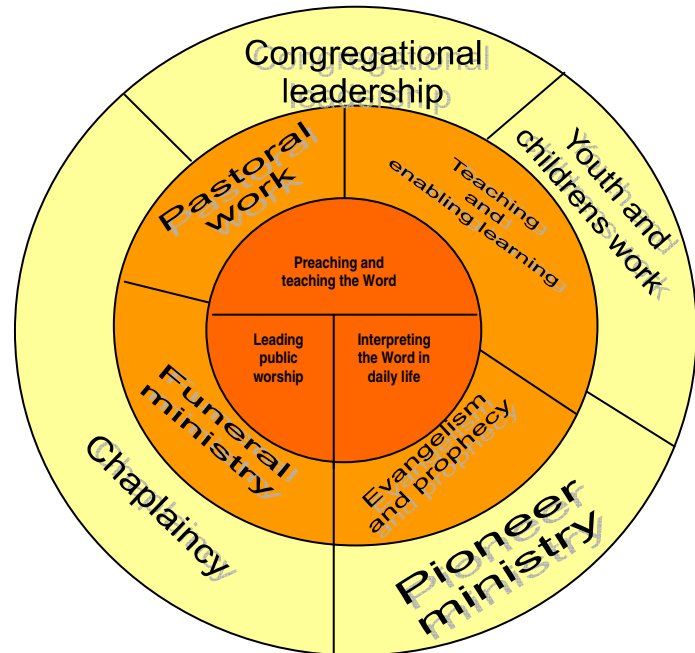 Congregational
leadership
Youth and
childrens work
Pastoral
work
Teaching
and
enabling learning
Preaching and
teaching the Word
Leading
public
worship
Interpreting
the Word in
daily life
Funeral
ministry
Evangelism
and prophecy
Chaplaincy
Pioneer
ministry